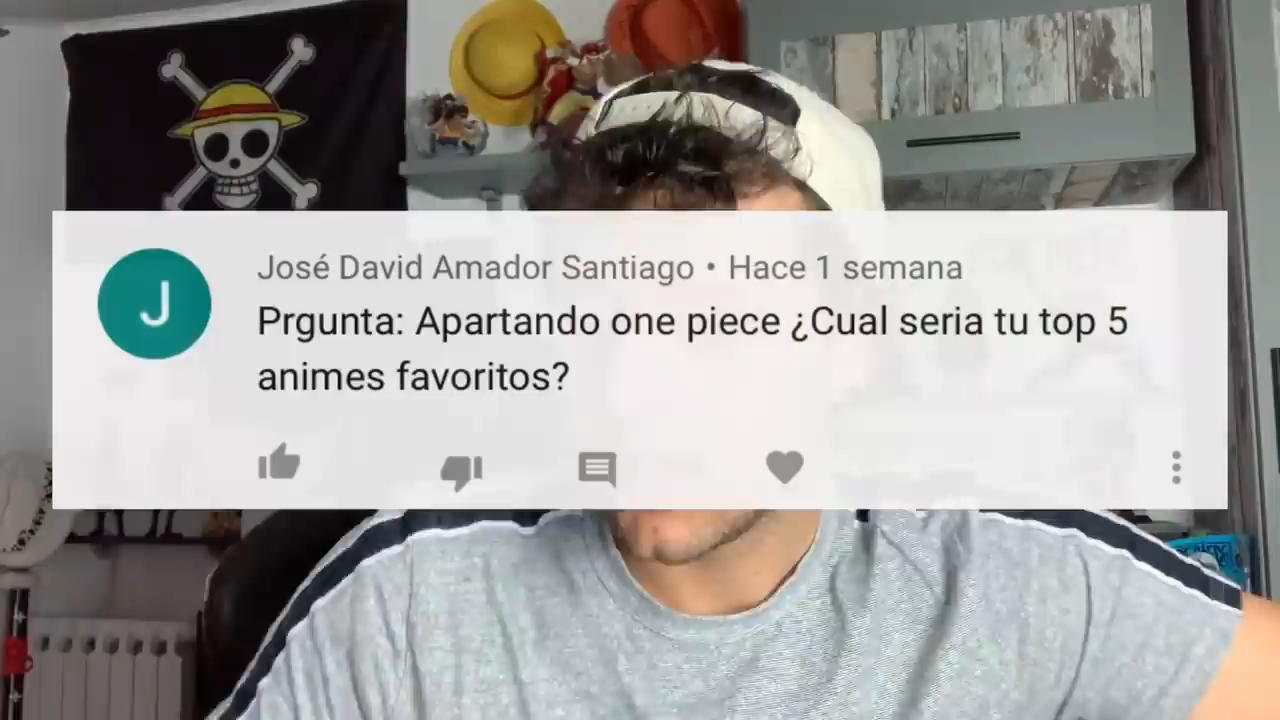 J
José David Amador Santiago • Hace 1 semana
Prgunta: Apartando one piece ¿Cual seria tu top 5
animes favoritos?